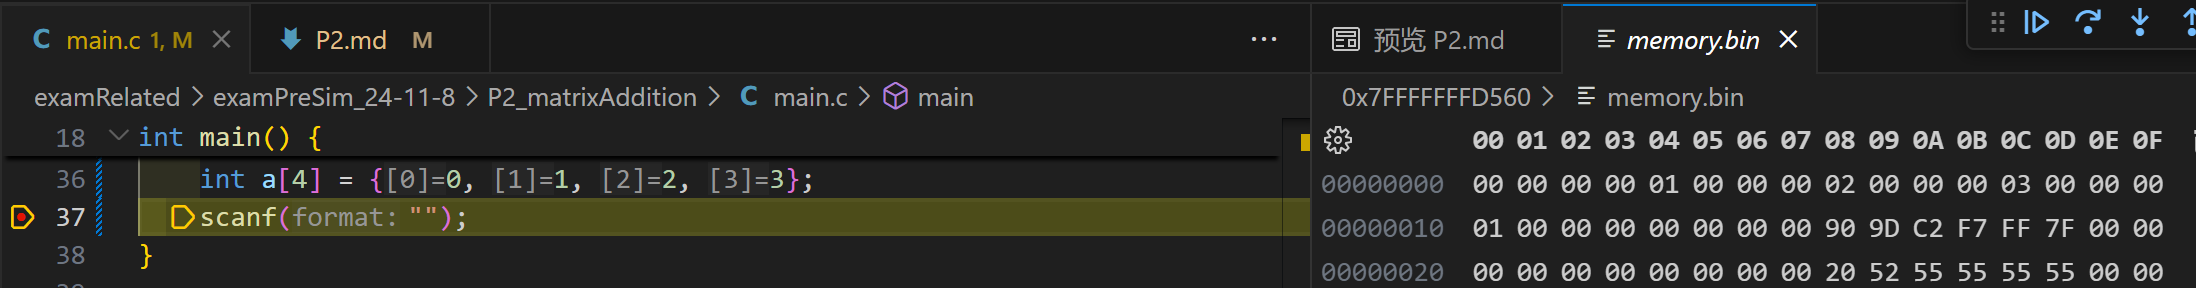 main.c 1, M
P2.md M
examRelated > examPreSim_24-11-8 > P2_matrixAddition > C main.c > main
18 int main() {
36 int a[4] = {[0]=0, [1]=1, [2]=2, [3]=3};
37 scanf(format: "");
38 }
预览 P2.md
memory.bin
0x7FFFFFFFD560 > memory.bin
00 01 02 03 04 05 06 07 08 09 0A 0B 0C 0D 0E 0F
00000000 00 00 00 00 01 00 00 00 02 00 00 00 03 00 00 00
00000010 01 00 00 00 00 00 00 00 90 9D C2 F7 FF 7F 00 00
00000020 00 00 00 00 00 00 00 00 20 52 55 55 55 55 00 00